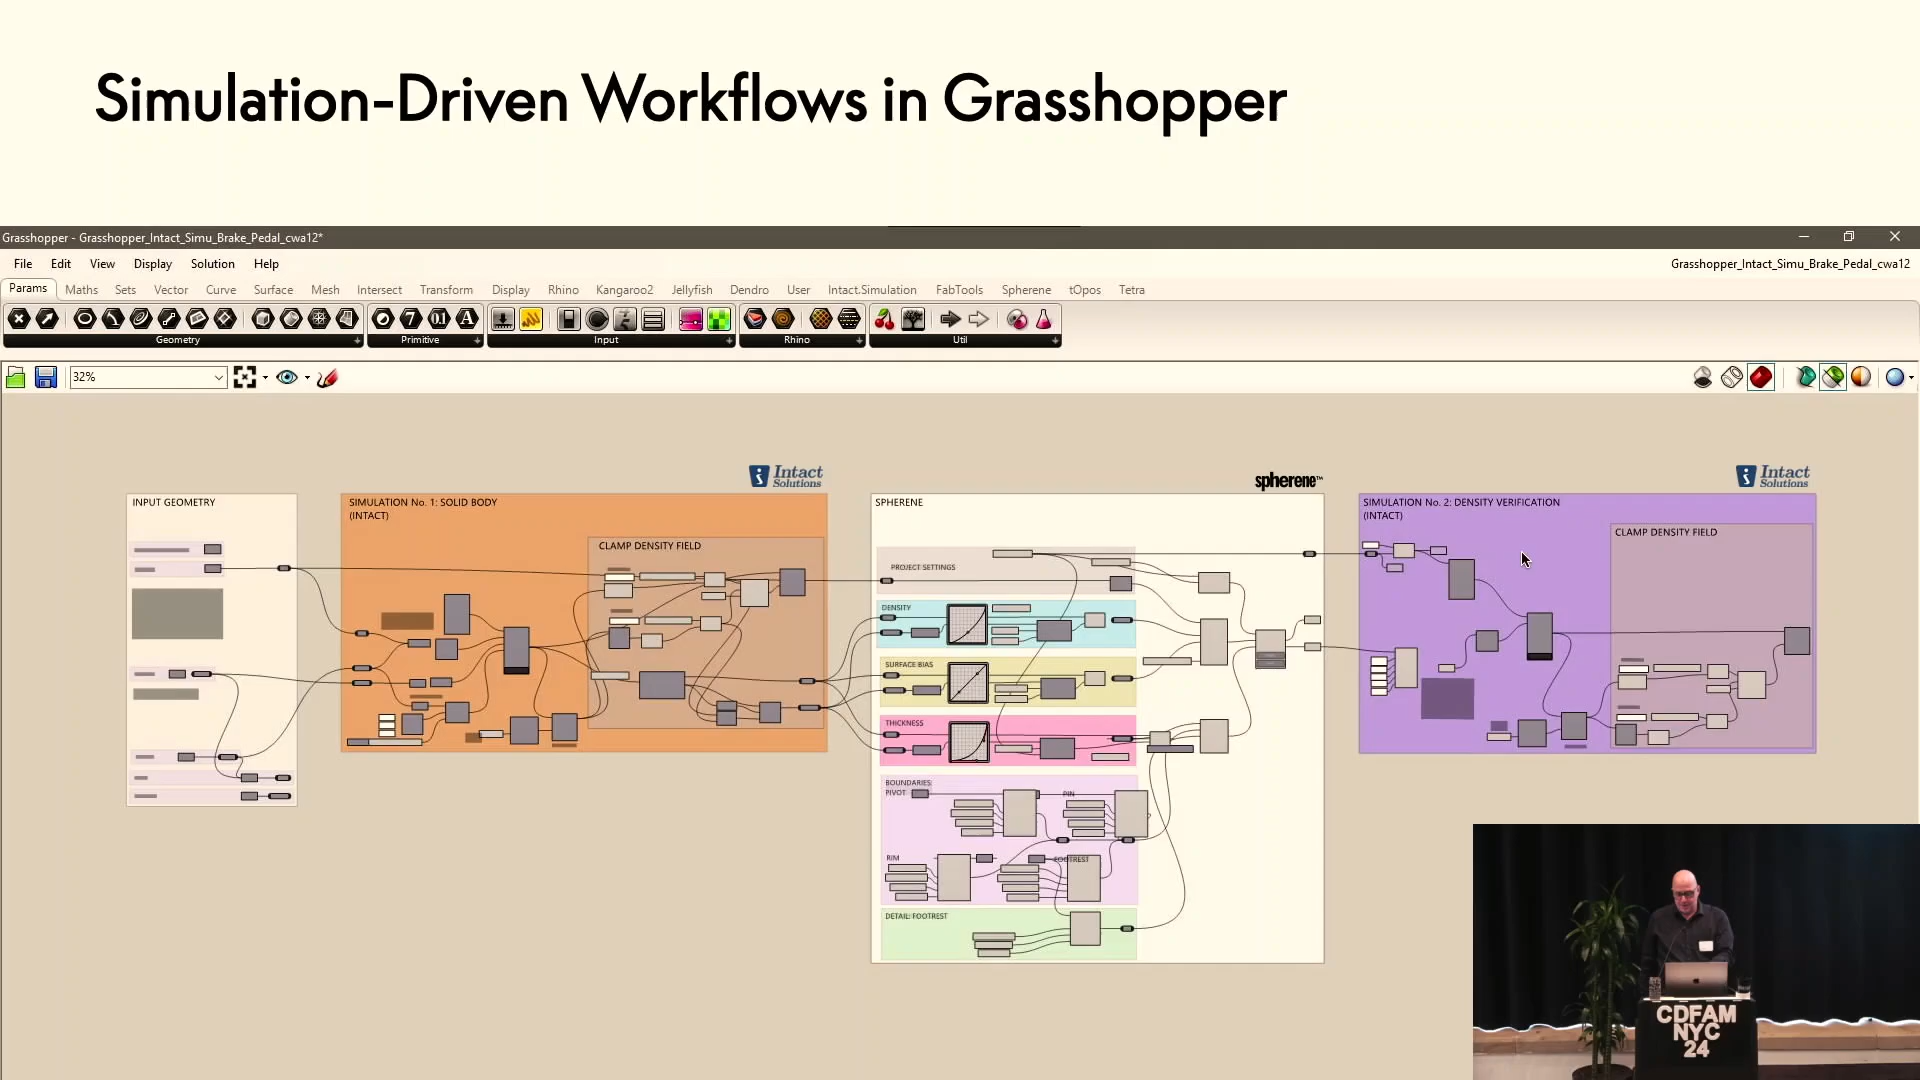 Simulation-Driven Workflows in Grasshopper
Grasshopper - Grasshopper_Intact_Simu_Brake_Pedal_cwa12*
File Edit View Display Solution Help
Grasshopper_Intact_Simu_Brake_Pedal_cwa12
Params Maths Sets Vector Curve Surface Mesh Intersect Transform Display Rhino Kangaroo2 Jellyfish Dendro User Intact.Simulation FabTools Spherene tOpos Tetra
Geometry Primitive Input Rhino Util
32%
Intact Solutions
spherene™
Intact Solutions
INPUT GEOMETRY
SIMULATION No. 1: SOLID BODY
(INTACT)
CLAMP DENSITY FIELD
SPHERENE
PROJECT SETTINGS
DENSITY
SURFACE BIAS
THICKNESS
BOUNDARIES:
PIVOT
PIN
RIM
FOOTREST
DETAIL: FOOTREST
SIMULATION No. 2: DENSITY VERIFICATION
(INTACT)
CLAMP DENSITY FIELD
CDFAM
NYC
24